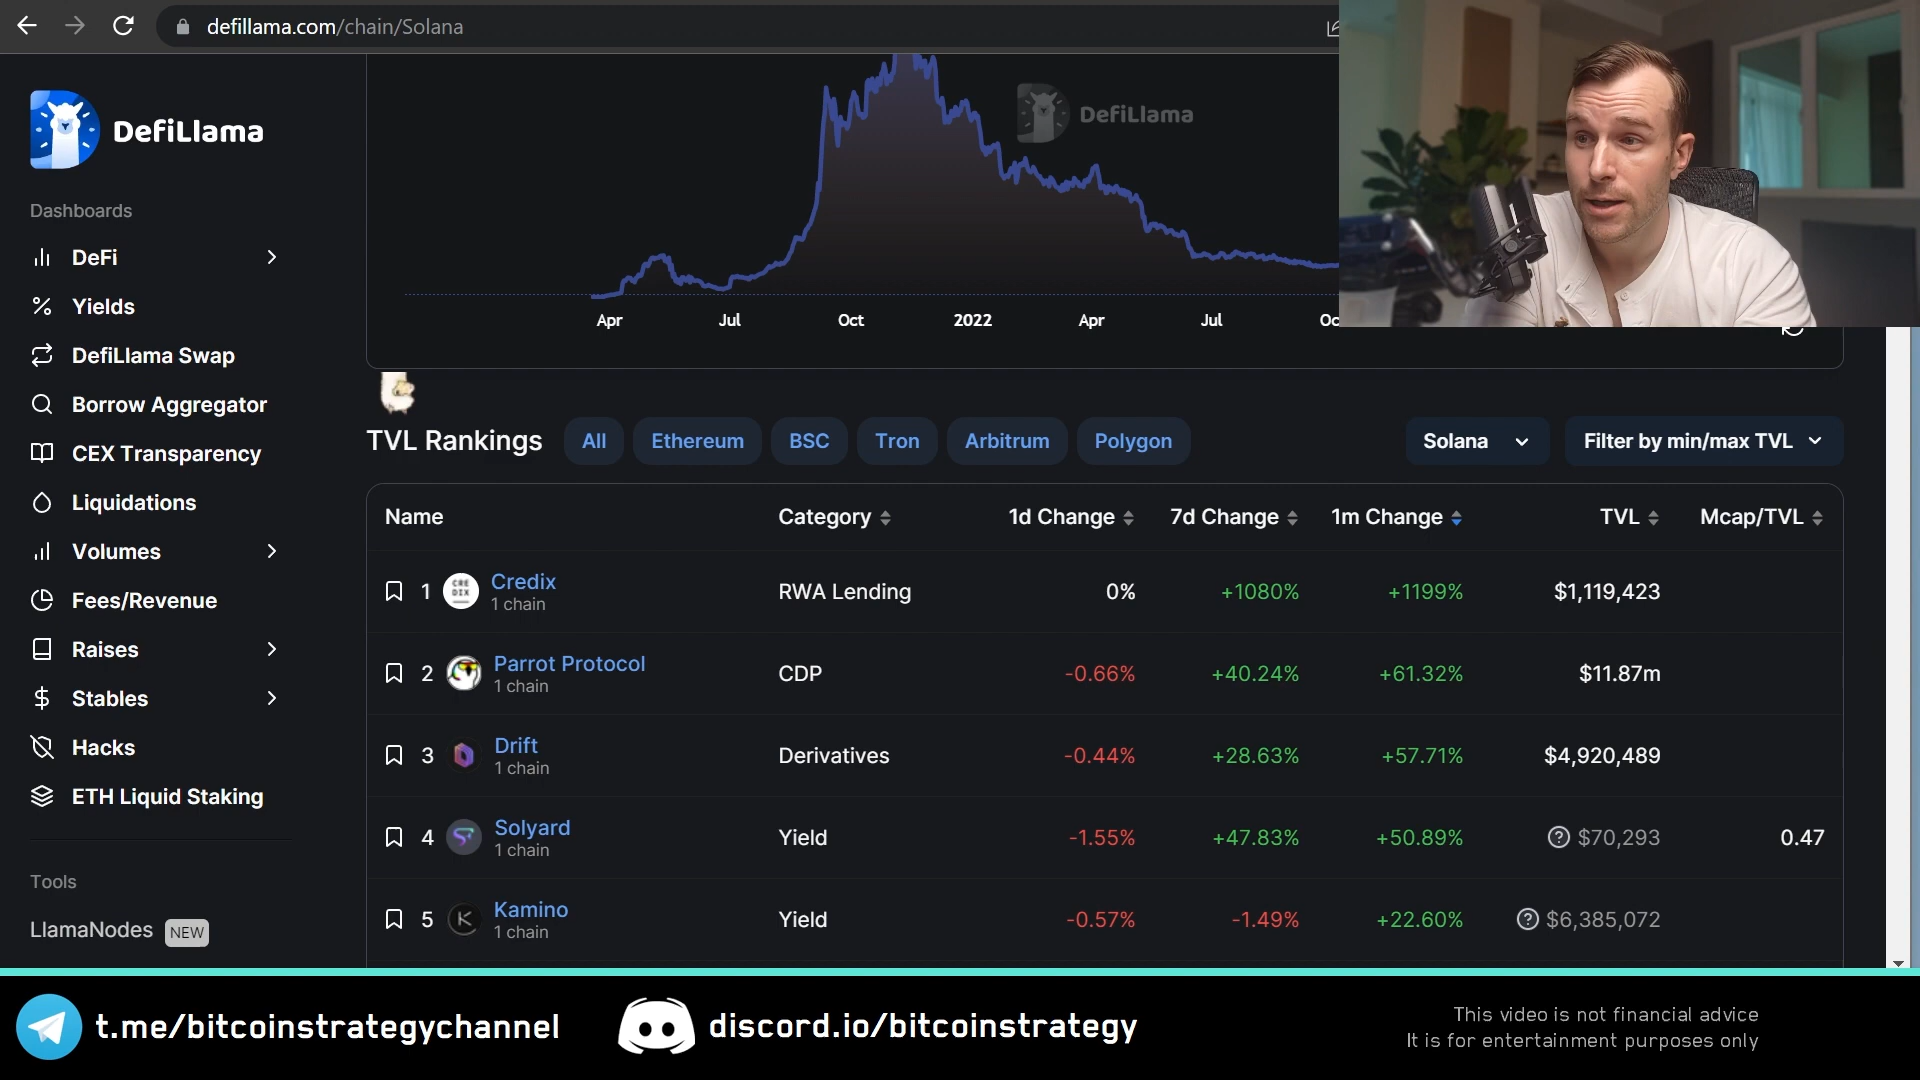 defillama.com/chain/Solana
DefiLlama
DefiLlama
Apr Jul Oct 2022 Apr Jul Oc
Dashboards
DeFi
Yields
DefiLlama Swap
Borrow Aggregator
CEX Transparency
Liquidations
Volumes
Fees/Revenue
Raises
Stables
Hacks
ETH Liquid Staking
Tools
LlamaNodes NEW
TVL Rankings All Ethereum BSC Tron Arbitrum Polygon Solana Filter by min/max TVL
Name Category 1d Change 7d Change 1m Change TVL Mcap/TVL
1 CRE DIX Credix RWA Lending 0% +1080% +1199% $1,119,423
1 chain
2 Parrot Protocol CDP -0.66% +40.24% +61.32% $11.87m
1 chain
3 Drift Derivatives -0.44% +28.63% +57.71% $4,920,489
1 chain
4 Solyard Yield -1.55% +47.83% +50.89% $70,293 0.47
1 chain
5 Kamino Yield -0.57% -1.49% +22.60% $6,385,072
1 chain
t.me/bitcoinstrategychannel
discord.io/bitcoinstrategy
This video is not financial advice
It is for entertainment purposes only